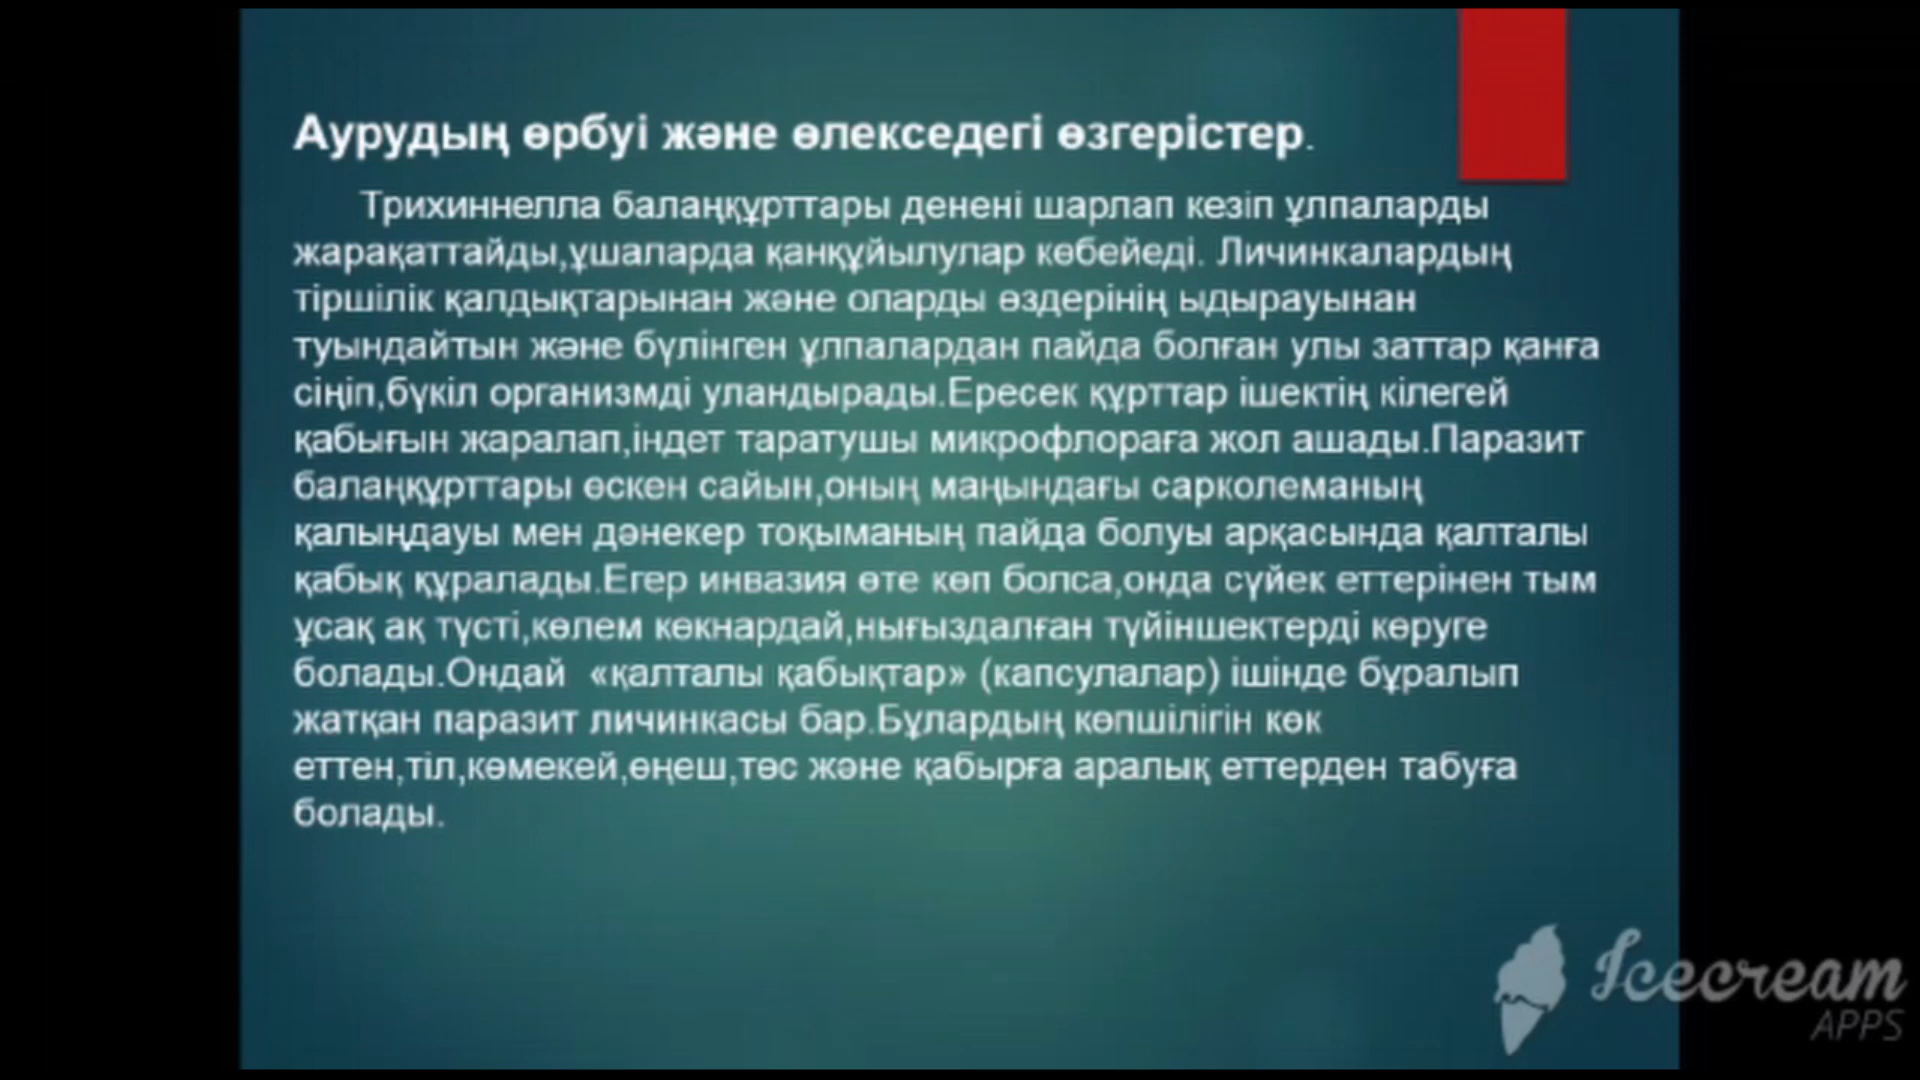 Аурудың өрбуі және өлекседегі өзгерістер.
Трихиннелла балаңқұрттары денені шарлап кезіп ұлпаларды
жарақаттайды,ұшаларда қанқұйылулар көбейеді. Личинкалардың
тіршілік қалдықтарынан және оларды өздерінің ыдырауынан
туындайтын және бүлінген ұлпалардан пайда болған улы заттар қанға
сіңіп,бүкіл организмді уландырады.Ересек құрттар ішектің кілегей
қабығын жаралап,індет таратушы микрофлораға жол ашады.Паразит
балаңқұрттары өскен сайын,оның маңындағы сарколеманың
қалыңдауы мен дәнекер тоқыманың пайда болуы арқасында қалталы
қабық құралады.Егер инвазия өте көп болса,онда сүйек еттерінен тым
ұсақ ақ түсті,көлем көкнардай,нығыздалған түйіншектерді көруге
болады.Ондай «қалталы қабықтар» (капсулалар) ішінде бұралып
жатқан паразит личинкасы бар.Бұлардың көпшілігін көк
еттен,тіл,көмекей,өңеш,төс және қабырға аралық еттерден табуға
болады.
Icecream
APPS